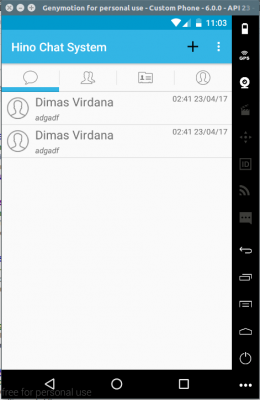 Genymotion for personal use - Custom Phone - 6.0.0 - API 23
11:03
Hino Chat System
GPS
ID
Dimas Virdana
02:41 23/04/17
adgadf
Dimas Virdana
02:41 23/04/17
adgadf
free for personal use